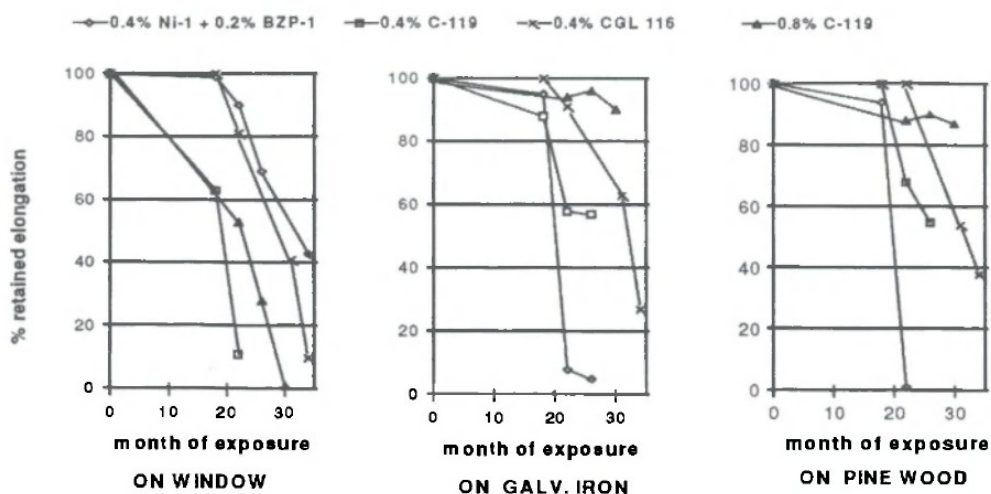 0.4% Ni-1 + 0.2% BZP-1 0.4% C-119 0.4% CGL 116 0.8% C-119
% retained elongation
100
80
60
40
20
0
0 10 20 30
month of exposure
ON WINDOW
100
80
60
40
20
0
0 10 20 30
month of exposure
ON GALV. IRON
100
80
60
40
20
0
0 10 20 30
month of exposure
ON PINE WOOD